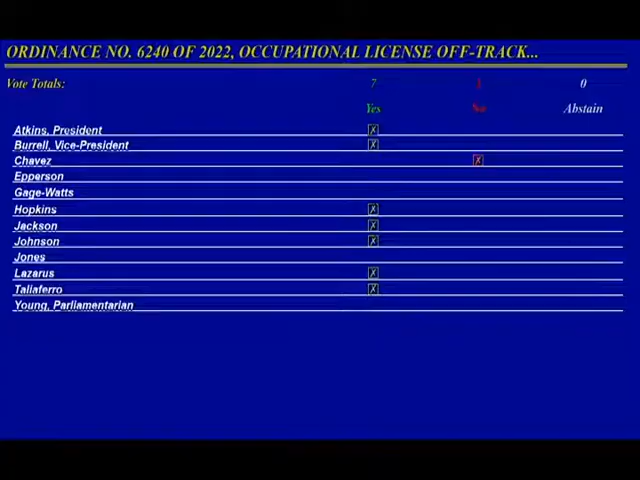 ORDINANCE NO. 6240 OF 2022, OCCUPATIONAL LICENSE OFF-TRACK...
Vote Totals: 7 1 0
Yes No Abstain
Atkins, President
Burrell, Vice-President
Chavez
Epperson
Gage-Watts
Hopkins
Jackson
Johnson
Jones
Lazarus
Taliaferro
Young, Parliamentarian